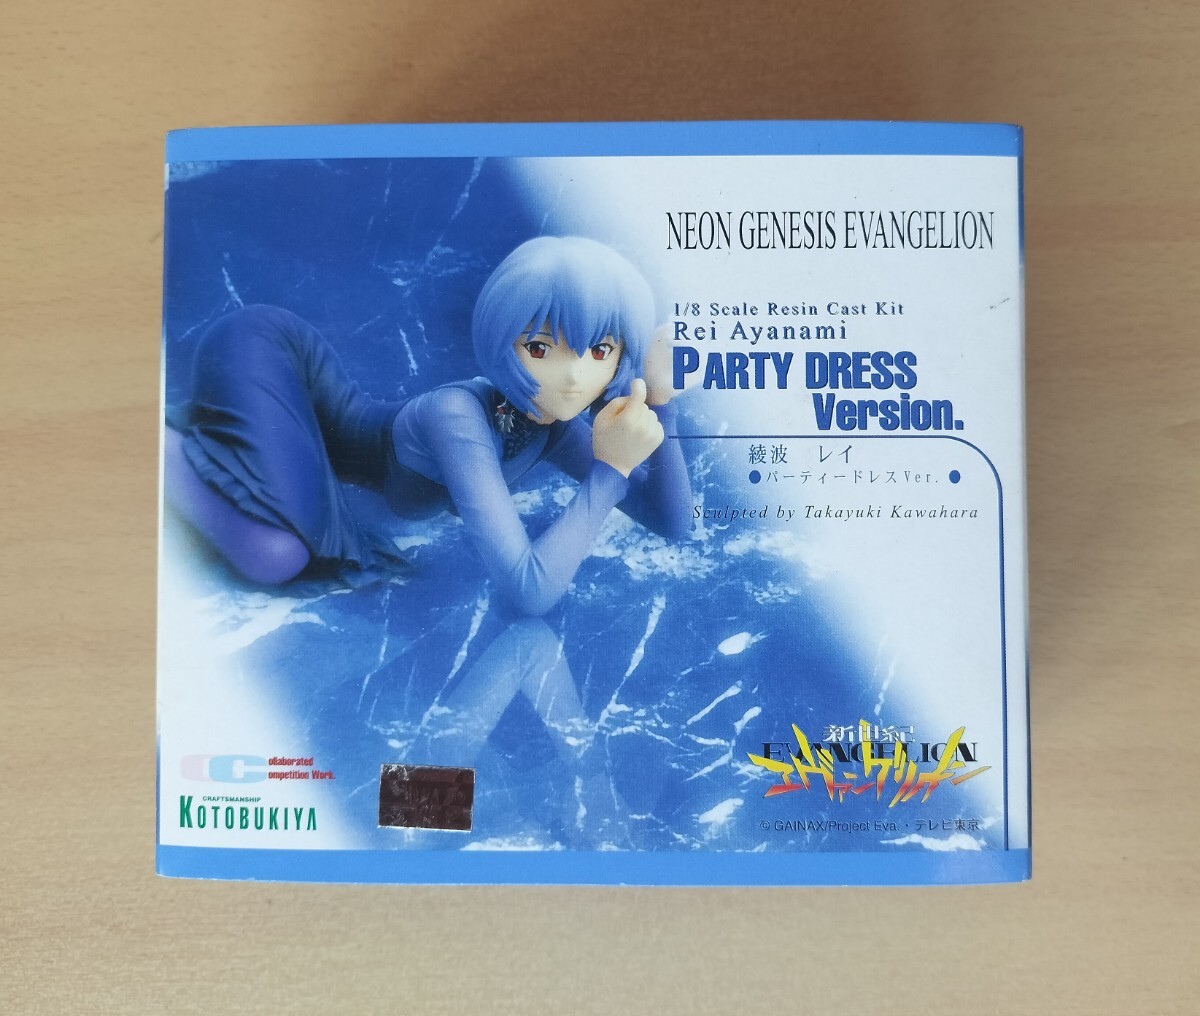 NEON GENESIS EVANGELION
1/8 Scale Resin Cast Kit
Rei Ayanami
PARTY DRESS
Version.
綾波 レイ
●パーティードレスVer.●
Sculpted by Takayuki Kawahara
Collaborated
Competition Work.
CRAFTSMANSHIP
KOTOBUKIYA
新世紀
EVANGELION
エヴァンゲリオン
© GAINAX/Project Eva.・テレビ東京